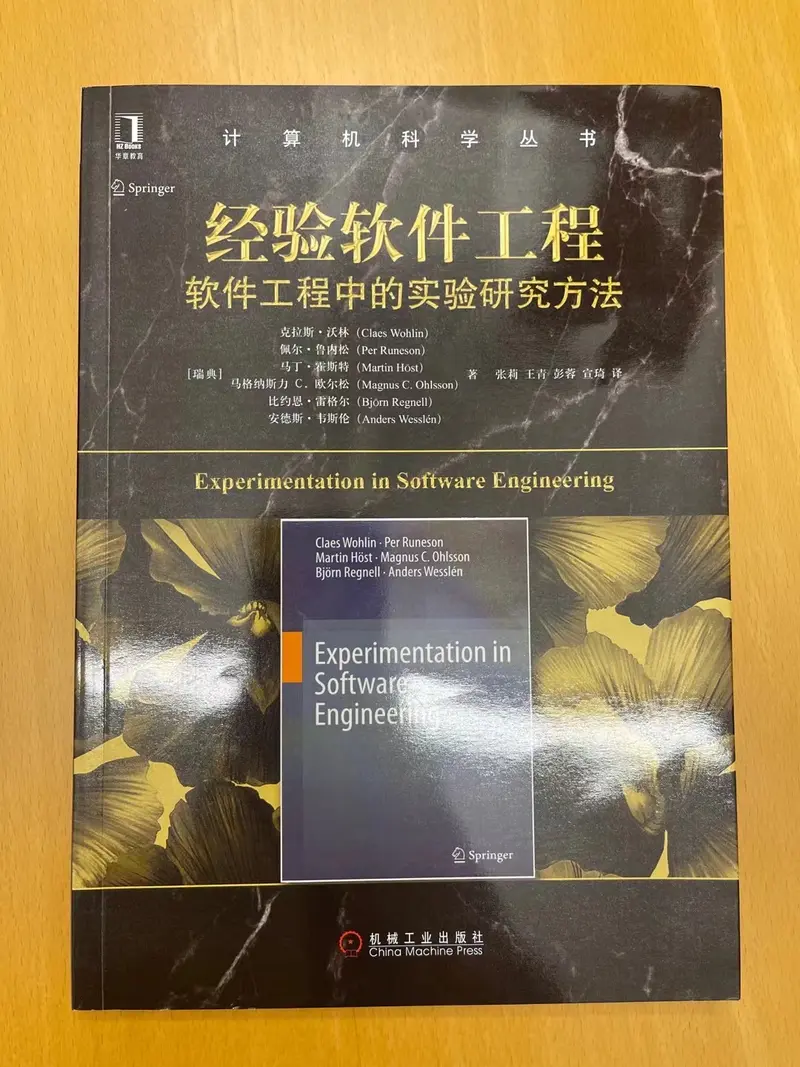 计算机科学丛书
HZ Books
华章教育
Springer
经验软件工程
软件工程中的实验研究方法
克拉斯·沃林（Claes Wohlin）
佩尔·鲁内松（Per Runeson）
[瑞典] 马丁·霍斯特（Martin Höst） 著 张莉 王青 彭蓉 宣琦 译
马格纳斯力 C. 欧尔松（Magnus C. Ohlsson）
比约恩·雷格尔（Björn Regnell）
安德斯·韦斯伦（Anders Wesslén）
Experimentation in Software Engineering
Claes Wohlin · Per Runeson
Martin Höst · Magnus C. Ohlsson
Björn Regnell · Anders Wesslén
Experimentation in
Software
Engineering
Springer
机械工业出版社
China Machine Press